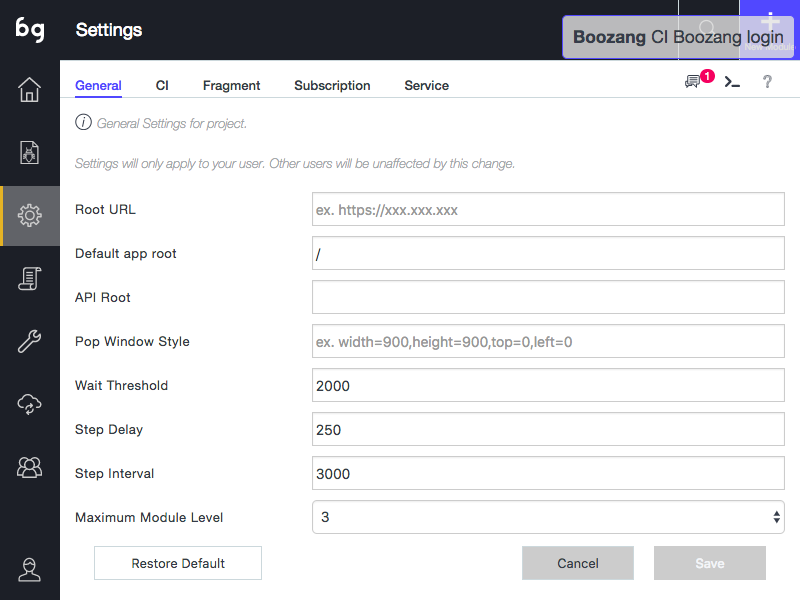 bg
Settings
Boozang CI Boozang login
New Module
General
CI
Fragment
Subscription
Service
1
?
General Settings for project.
Settings will only apply to your user. Other users will be unaffected by this change.
Root URL
ex. https://xxx.xxx.xxx
Default app root
/
API Root
Pop Window Style
ex. width=900,height=900,top=0,left=0
Wait Threshold
2000
Step Delay
250
Step Interval
3000
Maximum Module Level
3
Restore Default
Cancel
Save